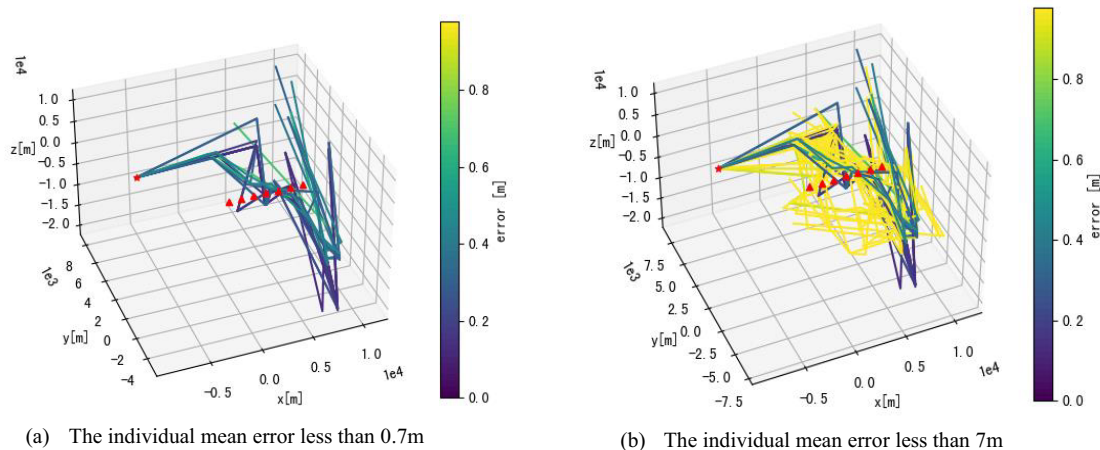 1e4
z[m]
1.0
0.5
0.0
−0.5
−1.0
−1.5
−2.0
1e3
y[m]
8
6
4
2
0
−2
−4
−0.5
0.0
0.5
1.0
1e4
x[m]
0.8
0.6
0.4
0.2
0.0
error [m]
(a) The individual mean error less than 0.7m
1e4
z[m]
1.0
0.5
0.0
−0.5
−1.0
−1.5
−2.0
1e3
y[m]
7.5
5.0
2.5
0.0
−2.5
−5.0
−7.5
−0.5
0.0
0.5
1.0
1e4
x[m]
0.8
0.6
0.4
0.2
0.0
error [m]
(b) The individual mean error less than 7m